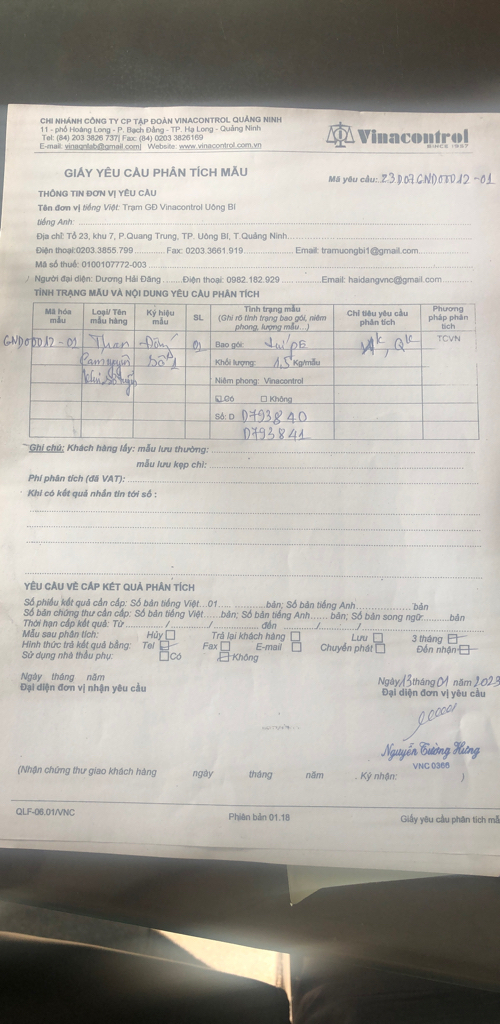 CHI NHÁNH CÔNG TY CP TẬP ĐOÀN VINACONTROL QUẢNG NINH
11 - phố Hoàng Long - P. Bạch Đằng - TP. Hạ Long - Quảng Ninh
Tel: (84) 203 3826 737| Fax: (84) 0203 3826169
E-mail: vinaqnlab@gmail.com| Website: www.vinacontrol.com.vn
Vinacontrol
SINCE 1957
GIẤY YÊU CẦU PHÂN TÍCH MẪU
Mã yêu cầu: 23D07GND00D12-01
THÔNG TIN ĐƠN VỊ YÊU CẦU
Tên đơn vị tiếng Việt: Trạm GĐ Vinacontrol Uông Bí
tiếng Anh:
Địa chỉ: Tổ 23, khu 7, P.Quang Trung, TP. Uông Bí, T.Quảng Ninh
Điện thoại:0203.3855.799 Fax: 0203.3661.919 Email: tramuongbi1@gmail.com
Mã số thuế: 0100107772-003
Người đại diện: Dương Hải Đăng Điện thoại: 0982.182.929 Email: haidangvnc@gmail.com
TÌNH TRẠNG MẪU VÀ NỘI DUNG YÊU CẦU PHÂN TÍCH
Mã hóa mẫu Loại/ Tên mẫu hàng Ký hiệu mẫu SL Tình trạng mẫu (Ghi rõ tình trạng bao gói, niêm phong, lượng mẫu...) Chỉ tiêu yêu cầu phân tích Phương pháp phân tích
Than 01 Bao gói: Túi PE TCVN
Số 1 Khối lượng: 1,5 Kg/mẫu
Niêm phong: Vinacontrol
Có Không
Số: D D793840
D793841
Ghi chú: Khách hàng lấy: mẫu lưu thường:
mẫu lưu kẹp chì:
Phí phân tích (đã VAT):
Khi có kết quả nhắn tin tới số :
YÊU CẦU VỀ CẤP KẾT QUẢ PHÂN TÍCH
Số phiếu kết quả cần cấp: Số bản tiếng Việt...01 bản; Số bản tiếng Anh bản
Số bản chứng thư cần cấp: Số bản tiếng Việt bản; Số bản tiếng Anh bản; Số bản song ngữ bản
Thời hạn cấp kết quả: Từ / / đến / /
Mẫu sau phân tích: Hủy Trả lại khách hàng Lưu 3 tháng
Hình thức trả kết quả bằng: Tel Fax E-mail Chuyển phát Đến nhận
Sử dụng nhà thầu phụ: Có Không
Ngày tháng năm
Đại diện đơn vị nhận yêu cầu
Ngày 13 tháng 01 năm 2023
Đại diện đơn vị yêu cầu
Nguyễn Tường Hưng
VNC 0366
(Nhận chứng thư giao khách hàng ngày tháng năm . Ký nhận: )
QLF-06.01/VNC Phiên bản 01.18 Giấy yêu cầu phân tích